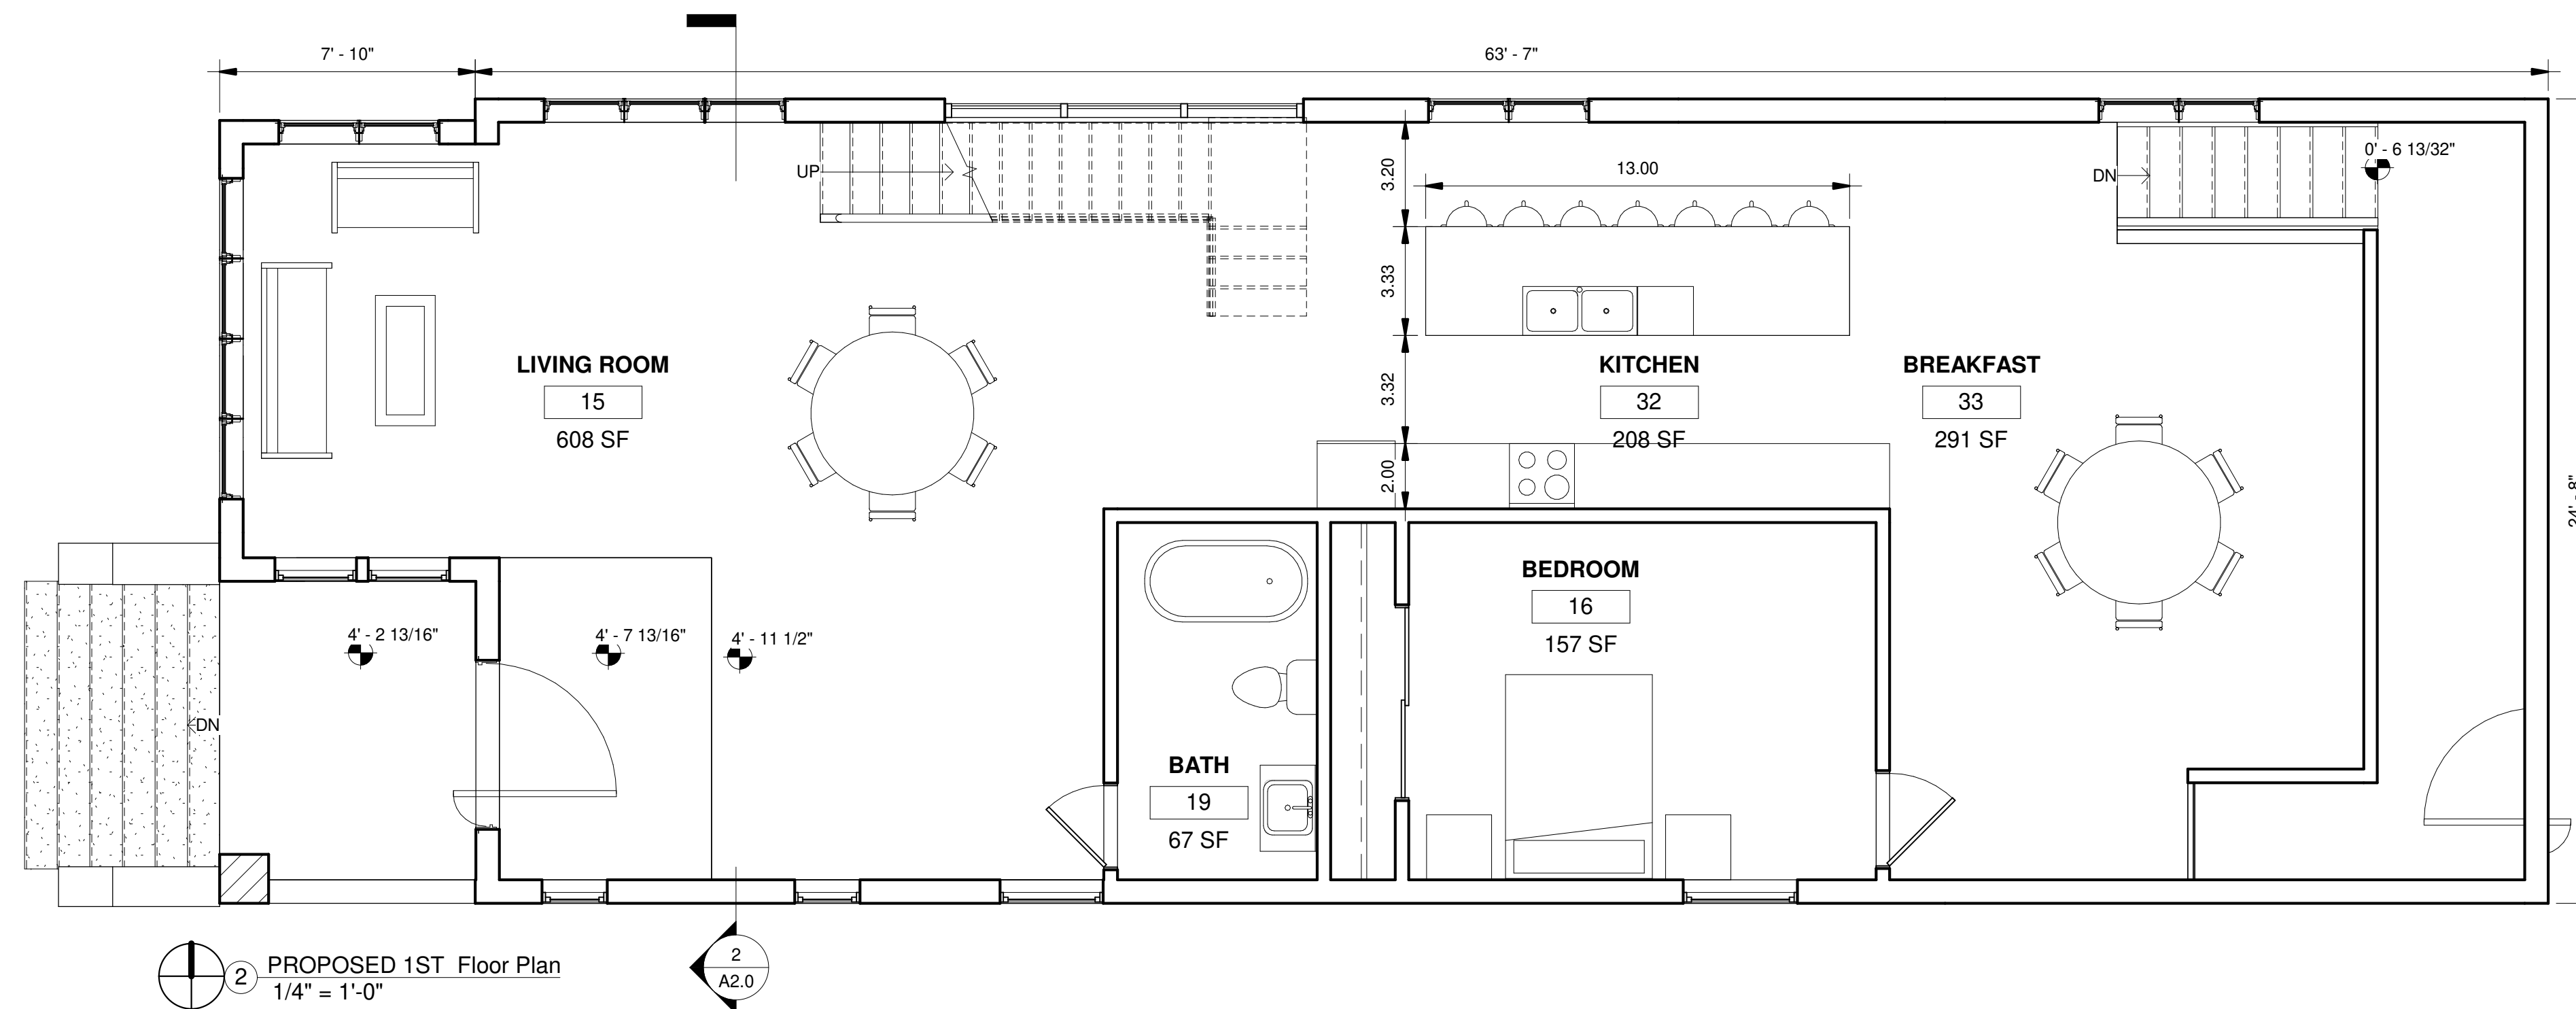 7' - 10"
63' - 7"
UP
3.20
13.00
DN
0' - 6 13/32"
3.33
LIVING ROOM
15
608 SF
3.32
KITCHEN
32
208 SF
BREAKFAST
33
291 SF
2.00
24' - 8"
BEDROOM
16
157 SF
4' - 2 13/16"
4' - 7 13/16"
4' - 11 1/2"
DN
BATH
19
67 SF
2
PROPOSED 1ST Floor Plan
1/4" = 1'-0"
2
A2.0